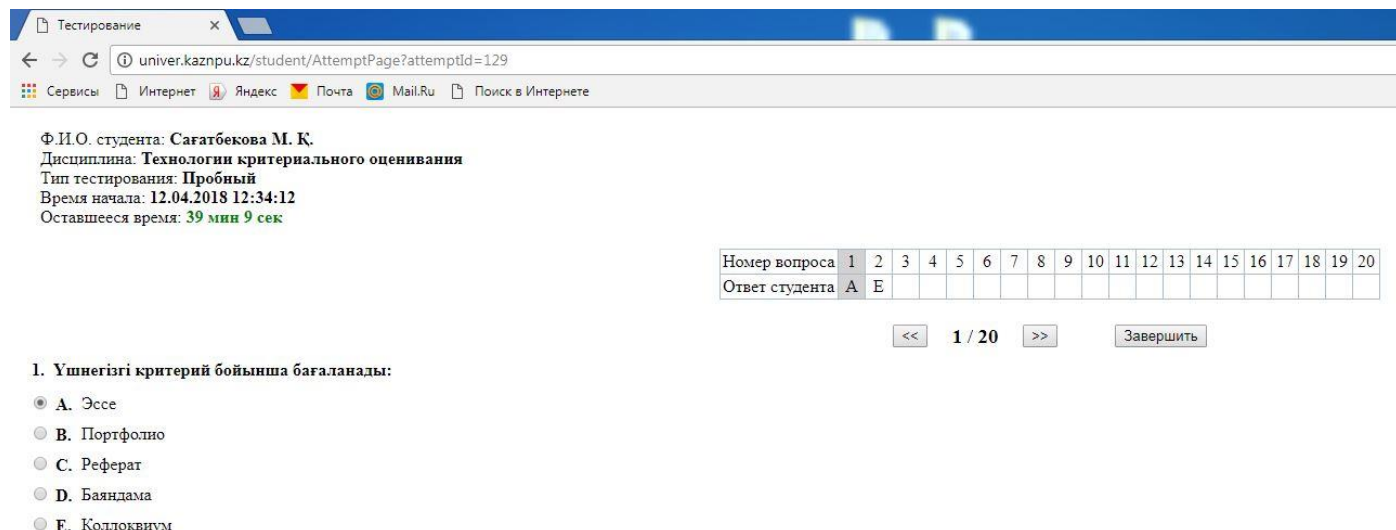 Тестирование
univer.kaznpu.kz/student/AttemptPage?attemptId=129
Сервисы Интернет Яндекс Почта Mail.Ru Поиск в Интернете
Ф.И.О. студента: Сағатбекова М. Қ.
Дисциплина: Технологии критериального оценивания
Тип тестирования: Пробный
Время начала: 12.04.2018 12:34:12
Оставшееся время: 39 мин 9 сек
Номер вопроса 1 2 3 4 5 6 7 8 9 10 11 12 13 14 15 16 17 18 19 20
Ответ студента A E
<< 1 / 20 >> Завершить
1. Үшнегізгі критерий бойынша бағаланады:
A. Эссе
B. Портфолио
C. Реферат
D. Баяндама
E. Коллоквиум